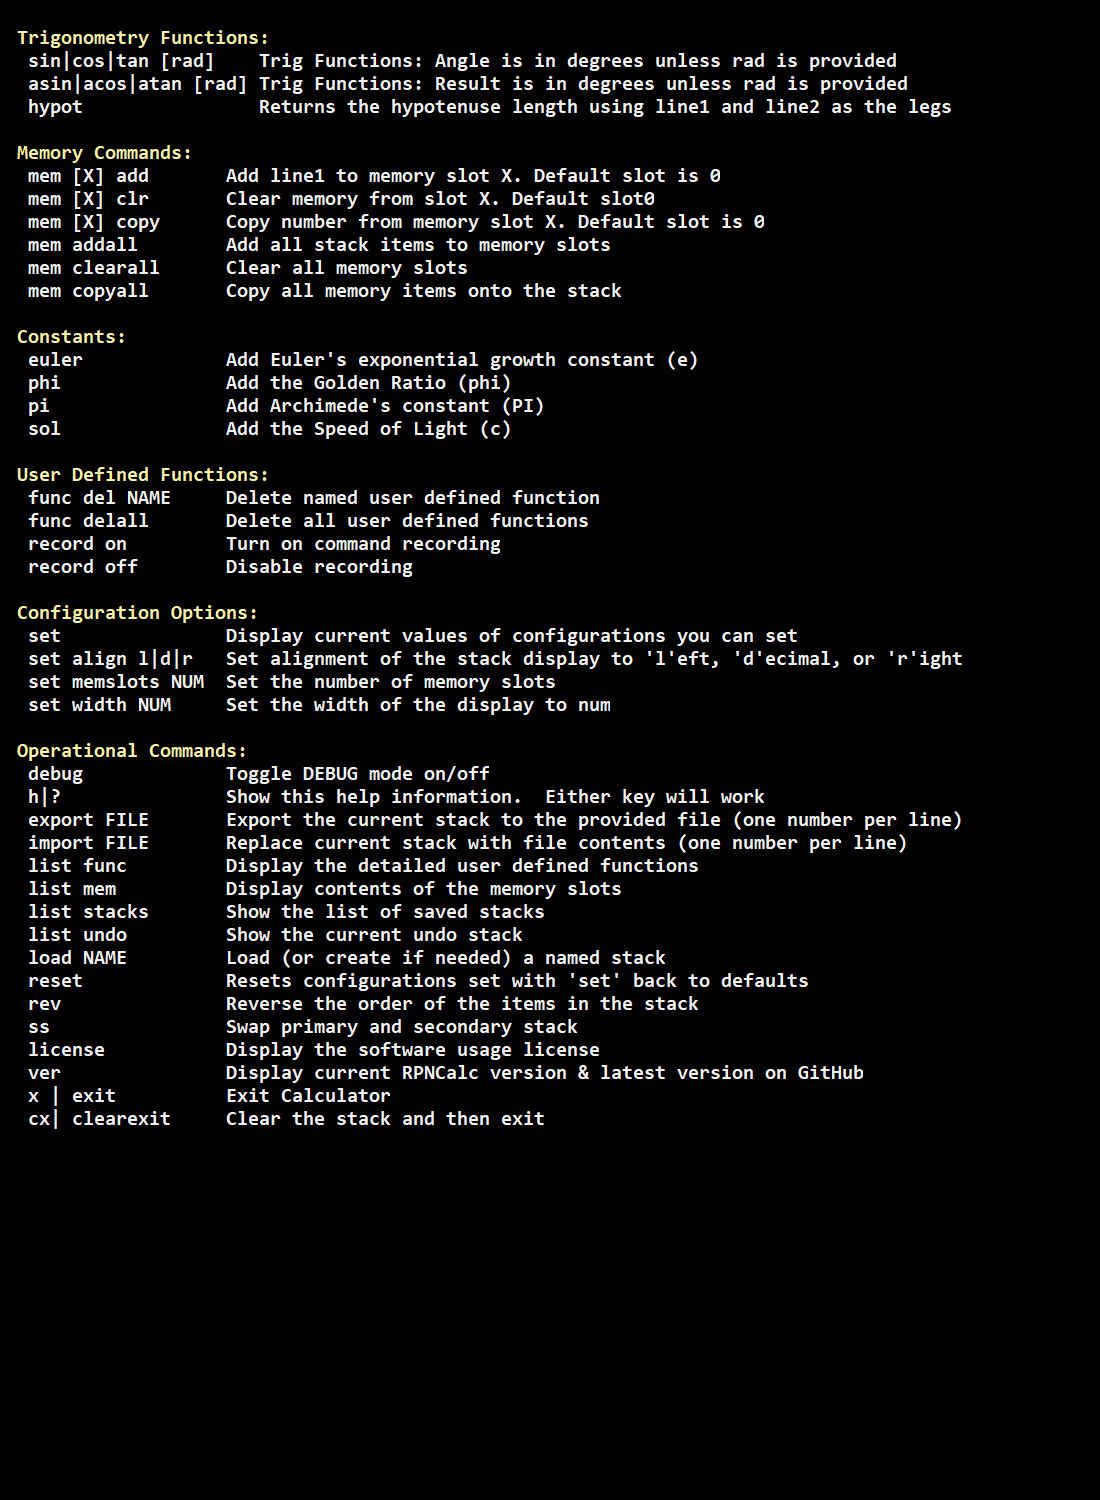 Trigonometry Functions:
sin|cos|tan [rad]    Trig Functions: Angle is in degrees unless rad is provided
asin|acos|atan [rad] Trig Functions: Result is in degrees unless rad is provided
hypot                Returns the hypotenuse length using line1 and line2 as the legs
Memory Commands:
mem [X] add       Add line1 to memory slot X. Default slot is 0
mem [X] clr       Clear memory from slot X. Default slot0
mem [X] copy      Copy number from memory slot X. Default slot is 0
mem addall        Add all stack items to memory slots
mem clearall      Clear all memory slots
mem copyall       Copy all memory items onto the stack
Constants:
euler             Add Euler's exponential growth constant (e)
phi               Add the Golden Ratio (phi)
pi                Add Archimede's constant (PI)
sol               Add the Speed of Light (c)
User Defined Functions:
func del NAME     Delete named user defined function
func delall       Delete all user defined functions
record on         Turn on command recording
record off        Disable recording
Configuration Options:
set               Display current values of configurations you can set
set align l|d|r   Set alignment of the stack display to 'l'eft, 'd'ecimal, or 'r'ight
set memslots NUM  Set the number of memory slots
set width NUM     Set the width of the display to num
Operational Commands:
debug             Toggle DEBUG mode on/off
h|?               Show this help information.  Either key will work
export FILE       Export the current stack to the provided file (one number per line)
import FILE       Replace current stack with file contents (one number per line)
list func         Display the detailed user defined functions
list mem          Display contents of the memory slots
list stacks       Show the list of saved stacks
list undo         Show the current undo stack
load NAME         Load (or create if needed) a named stack
reset             Resets configurations set with 'set' back to defaults
rev               Reverse the order of the items in the stack
ss                Swap primary and secondary stack
license           Display the software usage license
ver               Display current RPNCalc version & latest version on GitHub
x | exit          Exit Calculator
cx| clearexit     Clear the stack and then exit